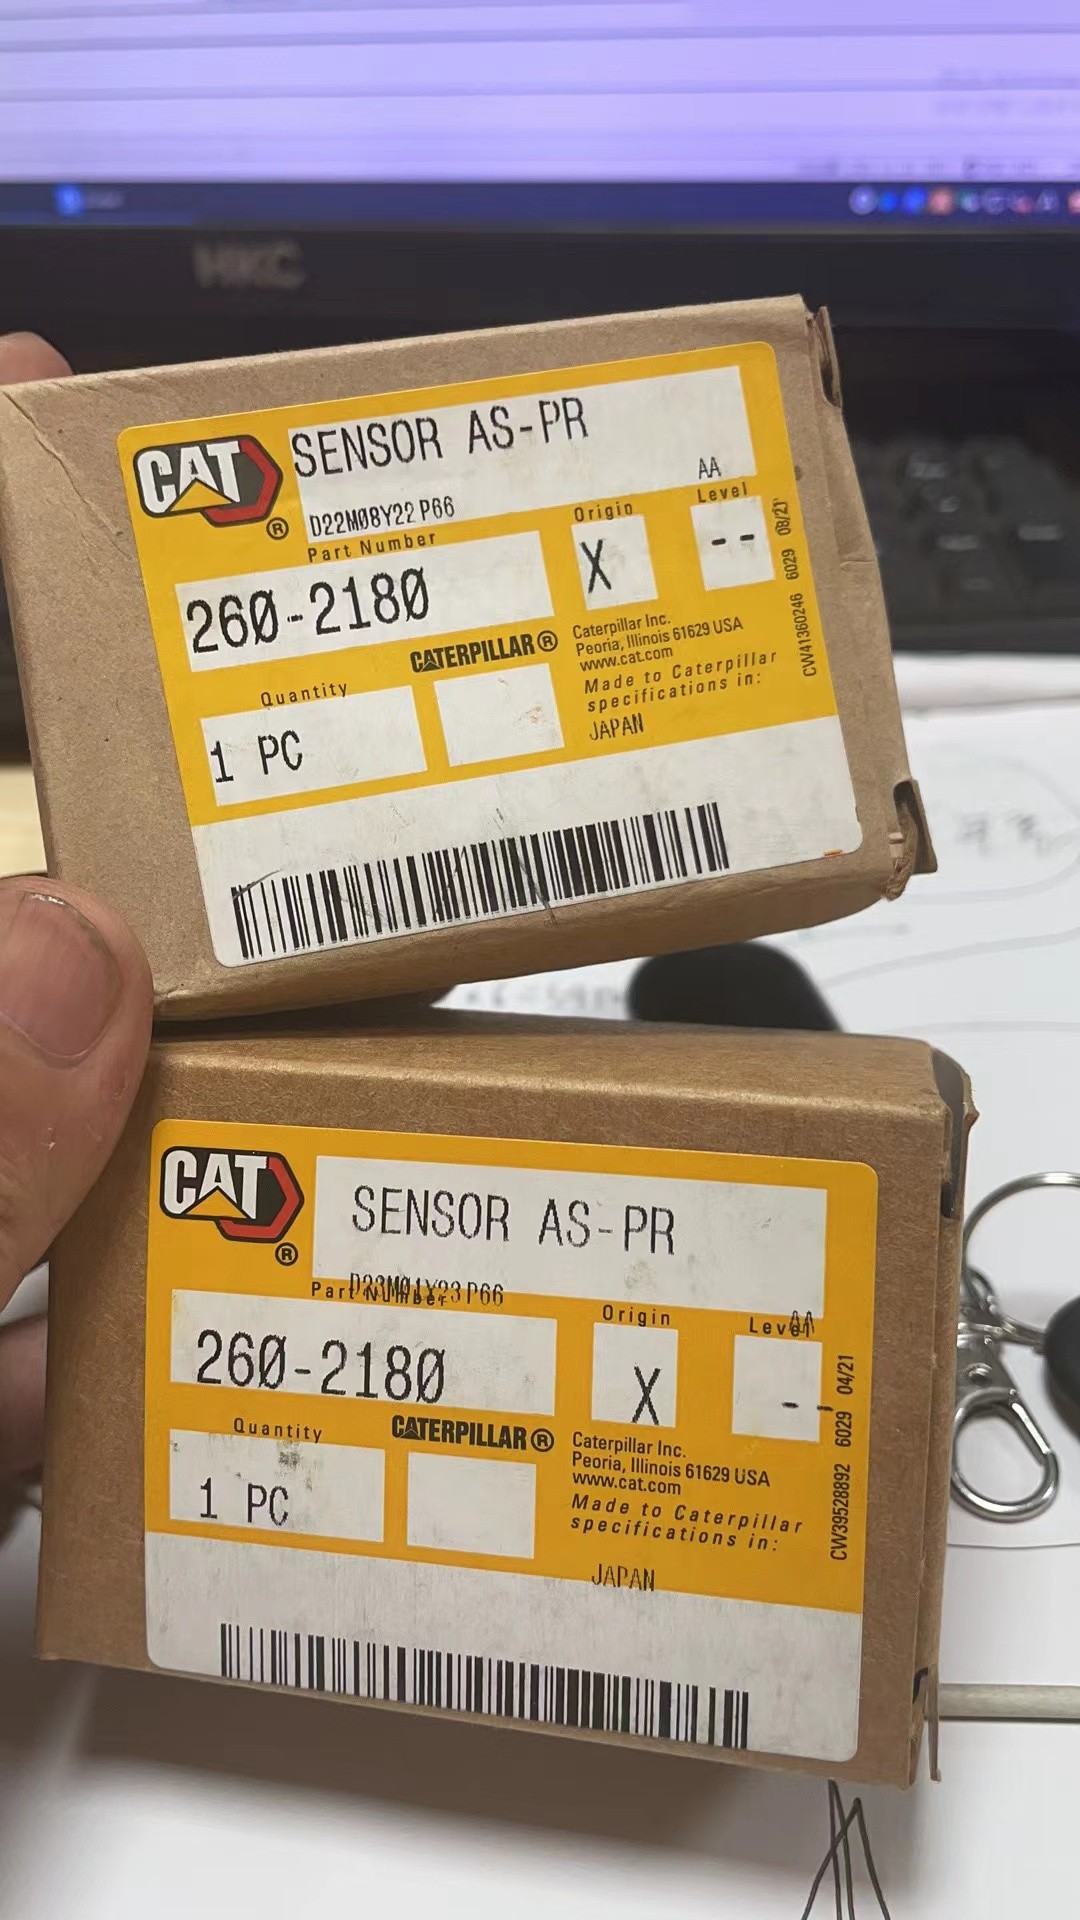 HKC
CAT
®
SENSOR AS-PR
D22M08Y22 P66
AA
Part Number
Origin
Level
260-2180
X
--
CATERPILLAR®
Caterpillar Inc.
Peoria, Illinois 61629 USA
www.cat.com
Made to Caterpillar
specifications in:
JAPAN
Quantity
1 PC
CW41360246 6029 08/21
CAT
®
SENSOR AS-PR
D23M01Y23 P66
AA
Part Number
Origin
Level
260-2180
X
--
CATERPILLAR®
Caterpillar Inc.
Peoria, Illinois 61629 USA
www.cat.com
Made to Caterpillar
specifications in:
JAPAN
Quantity
1 PC
CW39528892 6029 04/21